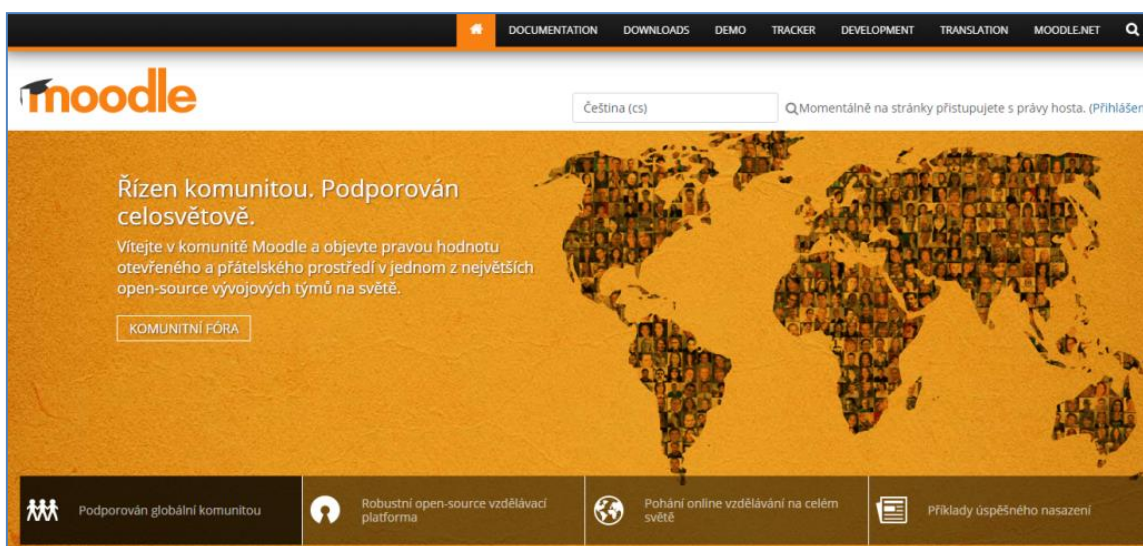 DOCUMENTATION DOWNLOADS DEMO TRACKER DEVELOPMENT TRANSLATION MOODLE.NET
moodle
Čeština (cs)
Momentálně na stránky přistupujete s právy hosta. (Přihlášen
Řízen komunitou. Podporován
celosvětově.
Vítejte v komunitě Moodle a objevte pravou hodnotu
otevřeného a přátelského prostředí v jednom z největších
open-source vývojových týmů na světě.
KOMUNITNÍ FÓRA
Podporován globální komunitou
Robustní open-source vzdělávací
platforma
Pohání online vzdělávání na celém
světě
Příklady úspěšného nasazení